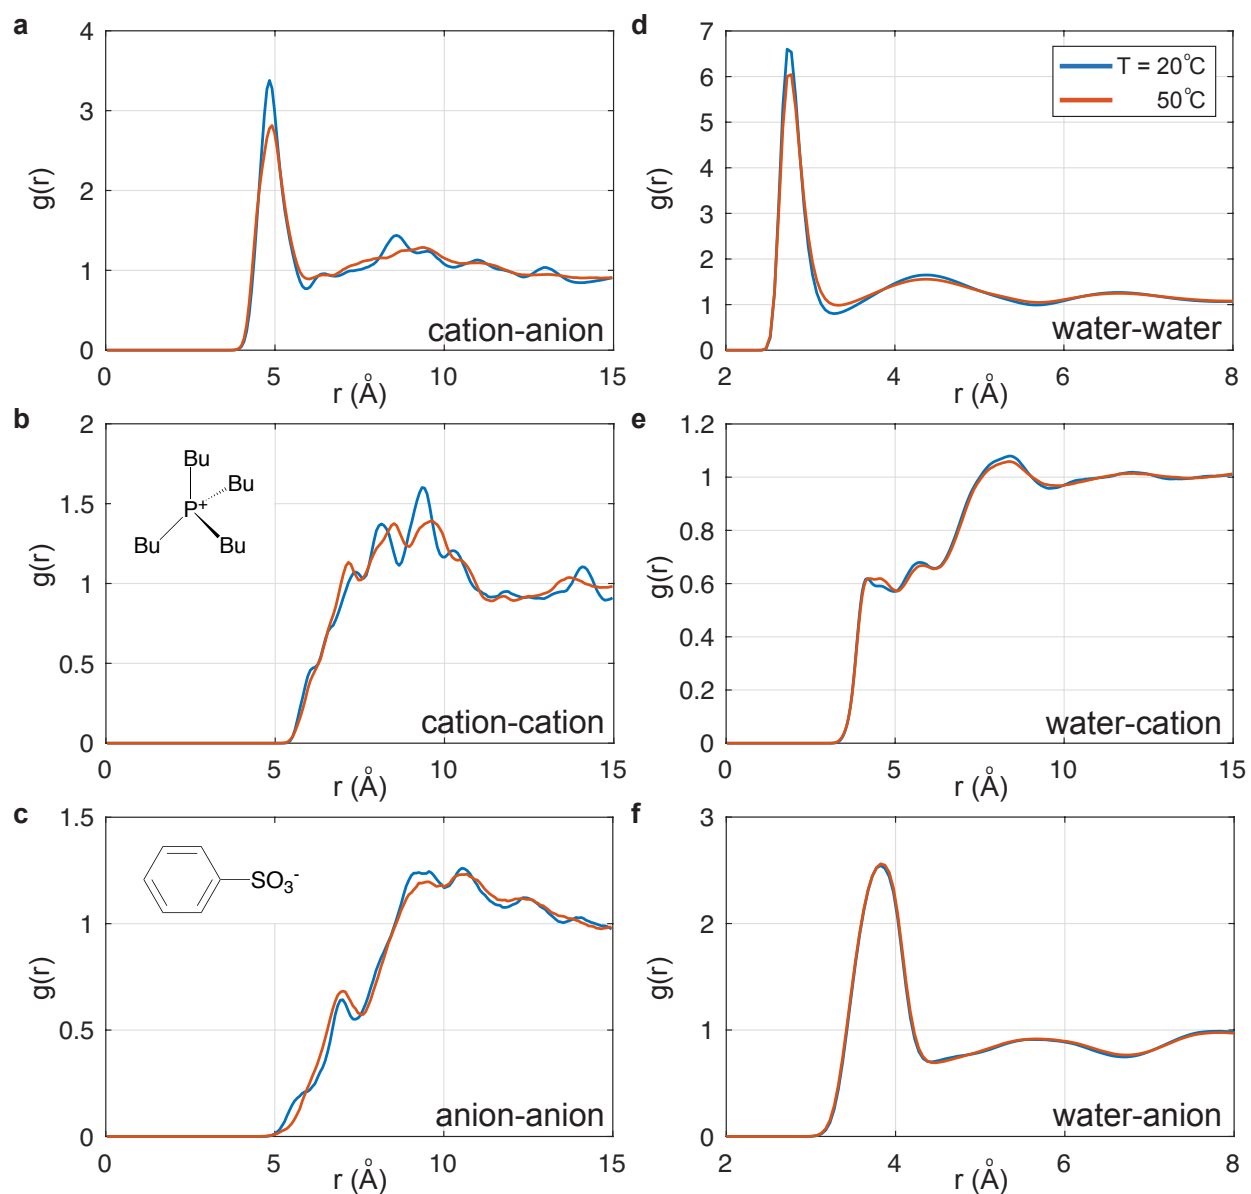 a
4
3
2
1
0
g(r)
0 5 10 15
r (Å)
cation-anion
b
2
1.5
1
0.5
0
g(r)
Bu
Bu
P+
Bu
Bu
0 5 10 15
r (Å)
cation-cation
c
1.5
1
0.5
0
g(r)
SO3-
0 5 10 15
r (Å)
anion-anion
d
7
6
5
4
3
2
1
0
g(r)
T = 20°C
50°C
2 4 6 8
r (Å)
water-water
e
1.2
1
0.8
0.6
0.4
0.2
0
g(r)
0 5 10 15
r (Å)
water-cation
f
3
2
1
0
g(r)
2 4 6 8
r (Å)
water-anion